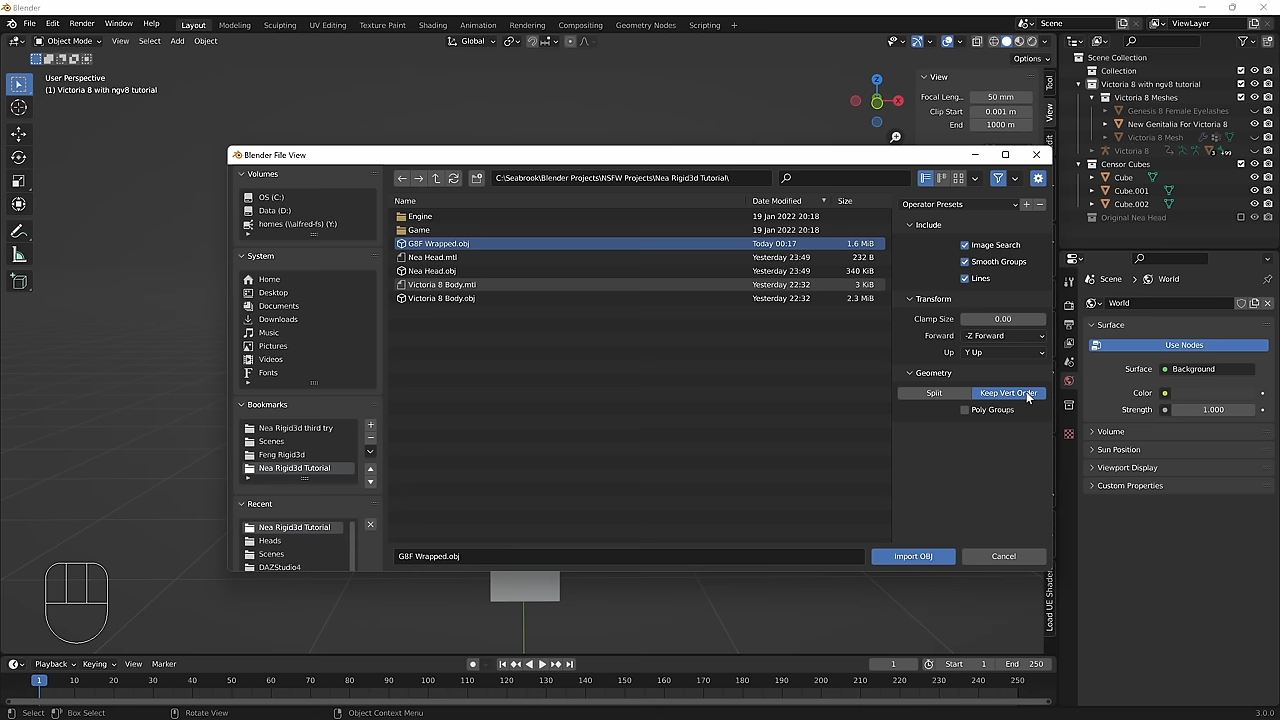 Blender
File Edit Render Window Help
Layout Modeling Sculpting UV Editing Texture Paint Shading Animation Rendering Compositing Geometry Nodes Scripting +
Scene
ViewLayer
Object Mode View Select Add Object
Global
Options
User Perspective
(1) Victoria 8 with ngv8 tutorial
Z
X
View
Focal Leng... 50 mm
Clip Start 0.001 m
End 1000 m
Tool
View
Scene Collection
Collection
Victoria 8 with ngv8 tutorial
Victoria 8 Meshes
Genesis 8 Female Eyelashes
New Genitalia For Victoria 8
Victoria 8 Mesh
Victoria 8
Censor Cubes
Cube
Cube.001
Cube.002
Original Nea Head
Blender File View
Volumes
OS (C:)
Data (D:)
homes (\\alfred-fs) (Y:)
System
Home
Desktop
Documents
Downloads
Music
Pictures
Videos
Fonts
Bookmarks
Nea Rigid3d third try
Scenes
Feng Rigid3d
Nea Rigid3d Tutorial
Recent
Nea Rigid3d Tutorial
Heads
Scenes
DAZStudio4
C:\Seabrook\Blender Projects\NSFW Projects\Nea Rigid3d Tutorial\
Name Date Modified Size
Engine 19 Jan 2022 20:18
Game 19 Jan 2022 20:18
G8F Wrapped.obj Today 00:17 1.6 MiB
Nea Head.mtl Yesterday 23:49 232 B
Nea Head.obj Yesterday 23:49 340 KiB
Victoria 8 Body.mtl Yesterday 22:32 3 KiB
Victoria 8 Body.obj Yesterday 22:32 2.3 MiB
Operator Presets
Include
Image Search
Smooth Groups
Lines
Transform
Clamp Size 0.00
Forward -Z Forward
Up Y Up
Geometry
Split Keep Vert Order
Poly Groups
G8F Wrapped.obj
Import OBJ Cancel
Scene World
World
Surface
Use Nodes
Surface Background
Color
Strength 1.000
Volume
Sun Position
Viewport Display
Custom Properties
Load UE Shader
Playback Keying View Marker
1 Start 1 End 250
1 10 20 30 40 50 60 70 80 90 100 110 120 130 140 150 160 170 180 190 200 210 220 230 240 250
Select Box Select Rotate View Object Context Menu 3.0.0